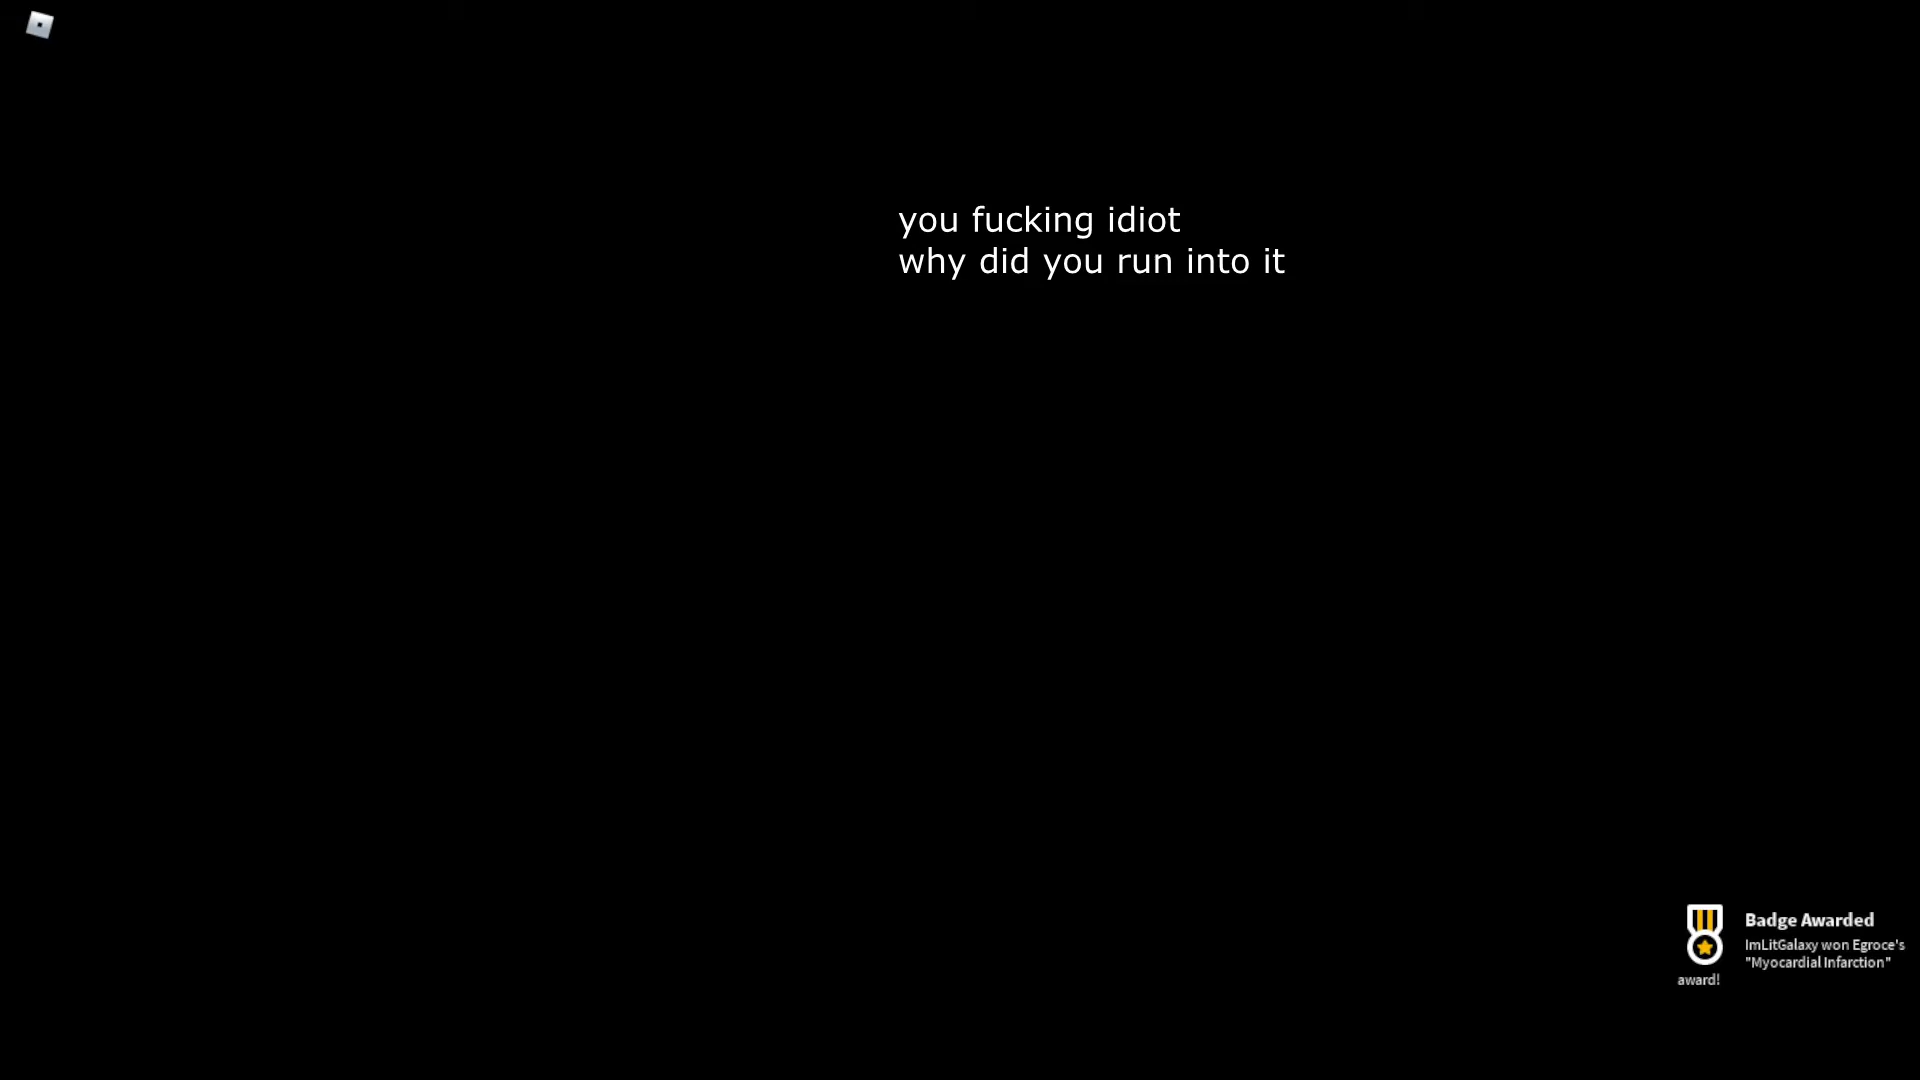 you fucking idiot
why did you run into it
Badge Awarded
ImLitGalaxy won Egroce's
"Myocardial Infarction"
award!